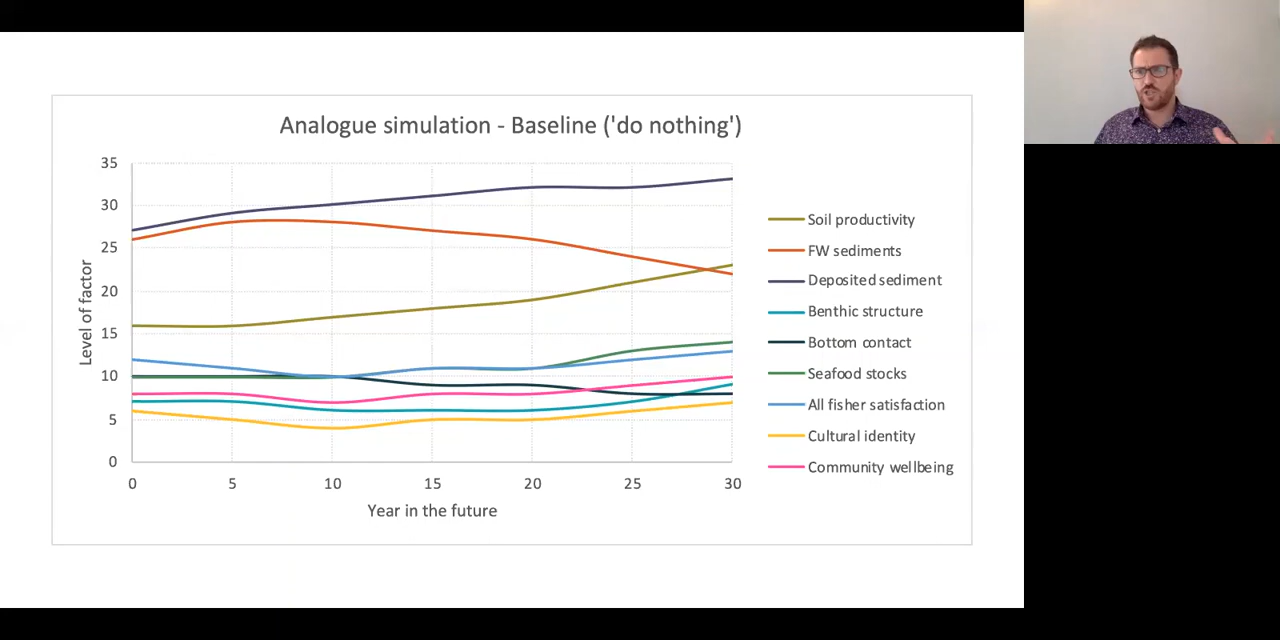 Analogue simulation - Baseline ('do nothing')
35
30
25
20
15
10
5
0
Level of factor
0 5 10 15 20 25 30
Year in the future
Soil productivity
FW sediments
Deposited sediment
Benthic structure
Bottom contact
Seafood stocks
All fisher satisfaction
Cultural identity
Community wellbeing